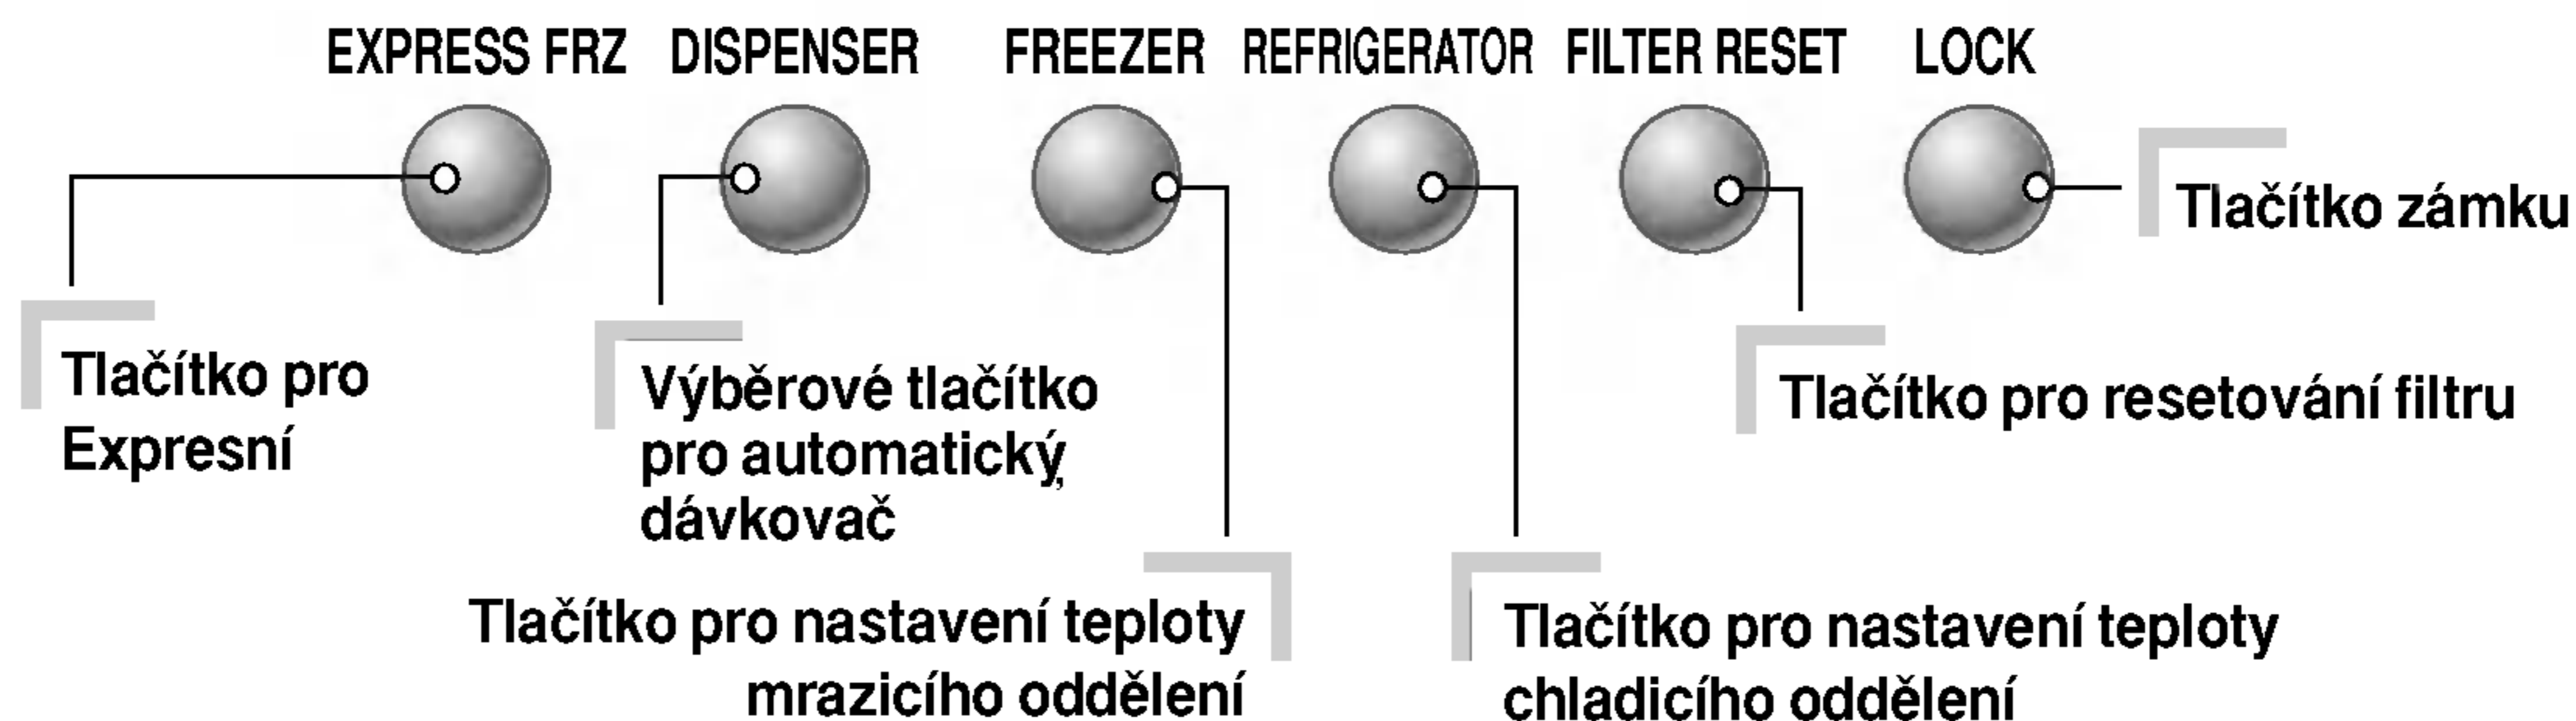 EXPRESS FRZ DISPENSER FREEZER REFRIGERATOR FILTER RESET LOCK
Tlačítko zámku
Tlačítko pro
Expresní
Výběrové tlačítko
pro automatický,
dávkovač
Tlačítko pro resetování filtru
Tlačítko pro nastavení teploty
mrazicího oddělení
Tlačítko pro nastavení teploty
chladicího oddělení